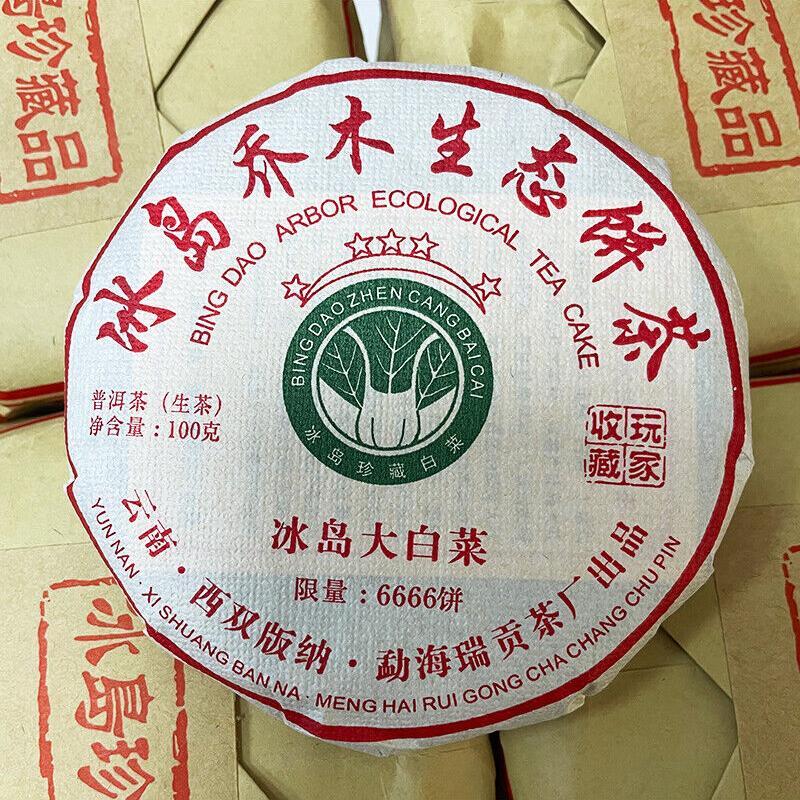 冰岛珍藏品
冰岛珍藏品
冰岛乔木生态饼茶
BING DAO ARBOR ECOLOGICAL TEA CAKE
BING DAO ZHEN CANG BAI CAI
冰岛珍藏白菜
普洱茶（生茶）
净含量：100克
玩家
收藏
冰岛大白菜
限量：6666饼
云南·西双版纳·勐海瑞贡茶厂出品
YUN NAN·XI SHUANG BAN NA·MENG HAI RUI GONG CHA CHANG CHU PIN
冰島珍